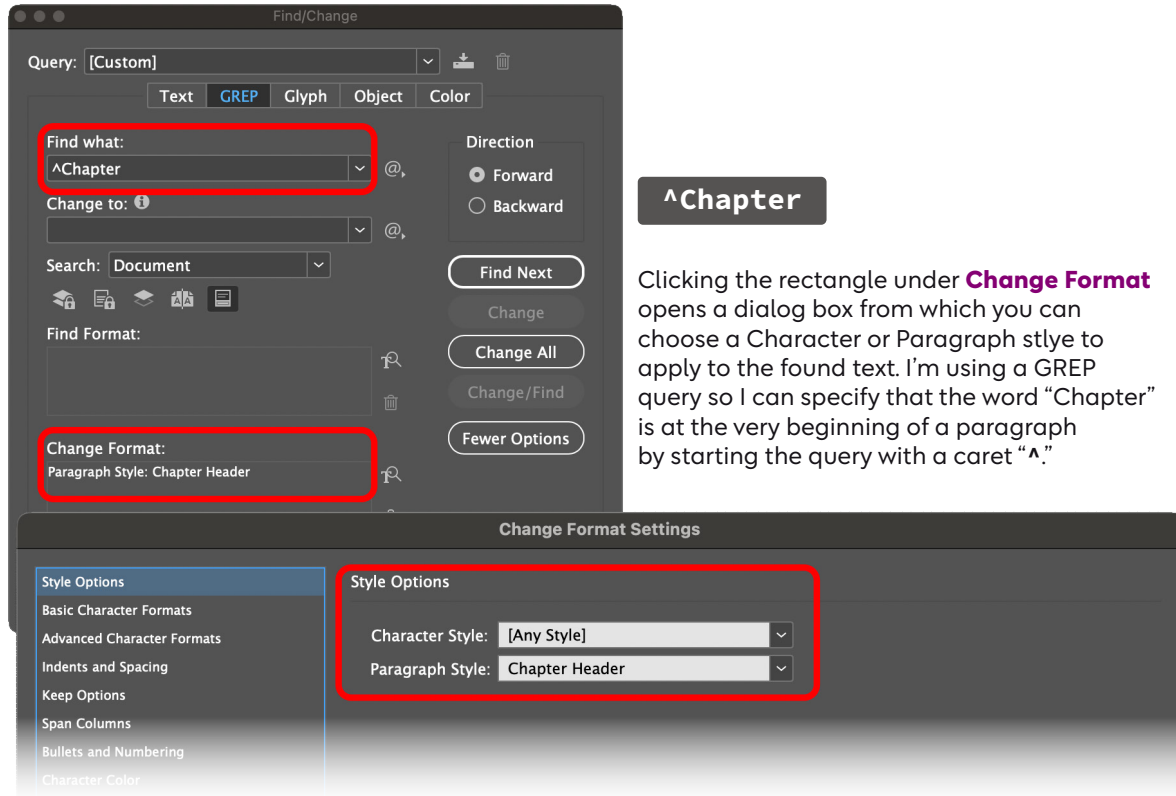 Find/Change
Query: [Custom]
Text GREP Glyph Object Color
Find what:
^Chapter
Change to:
Search: Document
Find Format:
Change Format:
Paragraph Style: Chapter Header
Direction
Forward
Backward
Find Next
Change
Change All
Change/Find
Fewer Options
^Chapter
Clicking the rectangle under Change Format
opens a dialog box from which you can
choose a Character or Paragraph stlye to
apply to the found text. I’m using a GREP
query so I can specify that the word “Chapter”
is at the very beginning of a paragraph
by starting the query with a caret “^.”
Change Format Settings
Style Options
Basic Character Formats
Advanced Character Formats
Indents and Spacing
Keep Options
Span Columns
Bullets and Numbering
Character Color
Style Options
Character Style: [Any Style]
Paragraph Style: Chapter Header